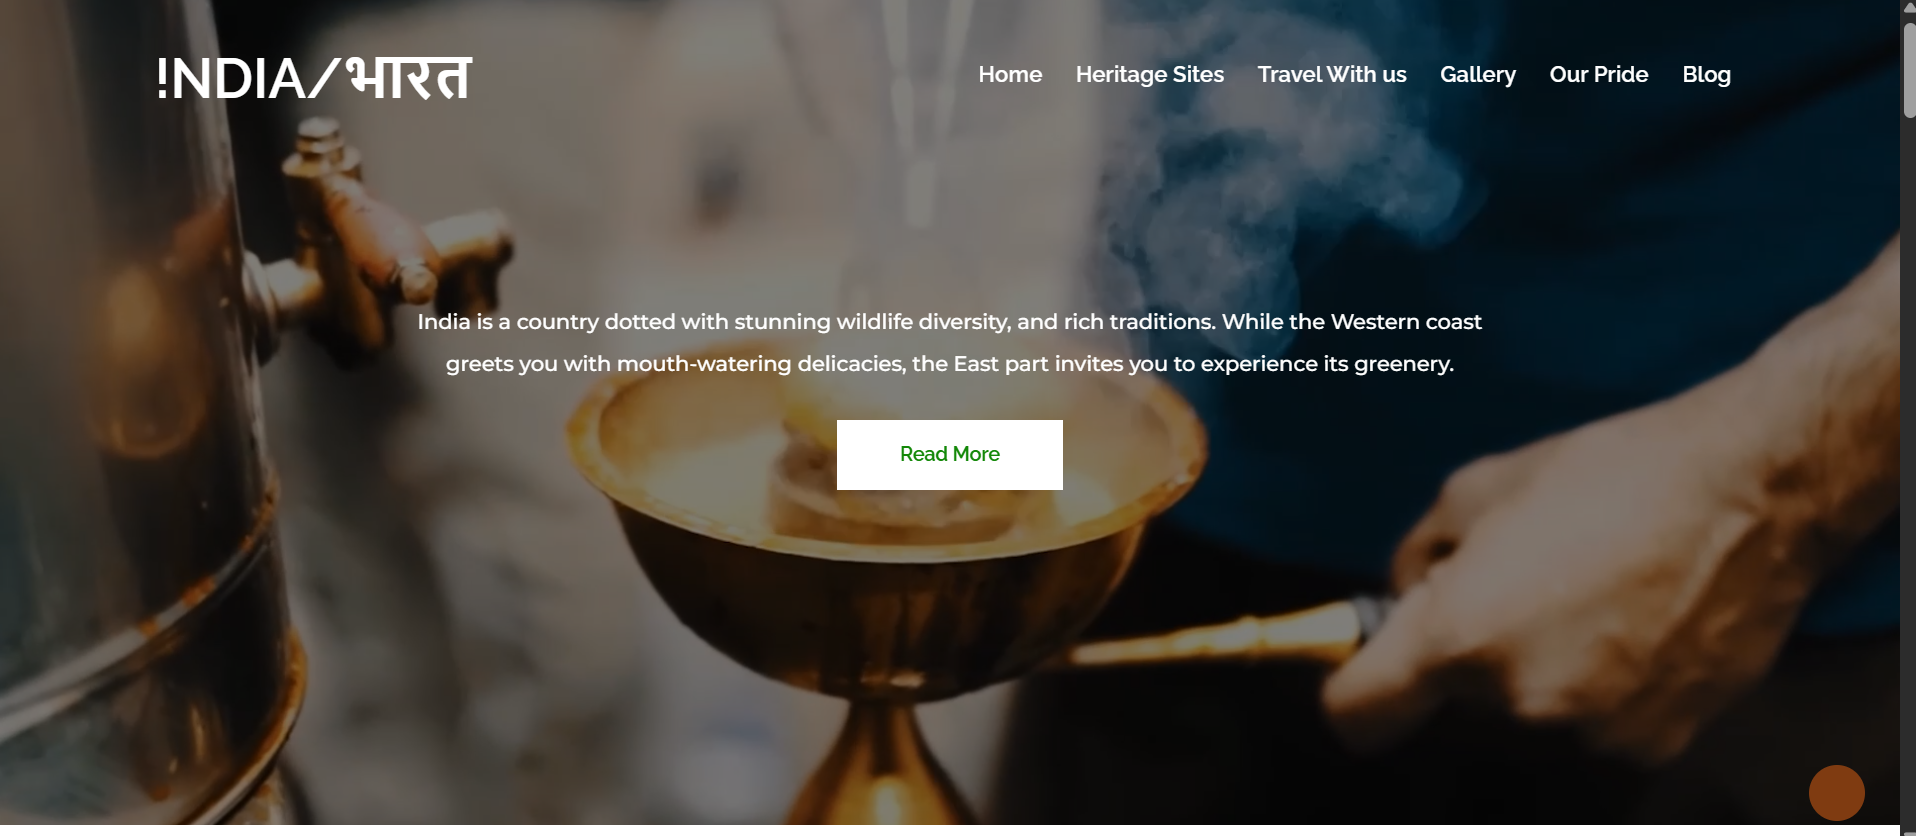 !NDIA/भारत
Home Heritage Sites Travel With us Gallery Our Pride Blog
India is a country dotted with stunning wildlife diversity, and rich traditions. While the Western coast
greets you with mouth-watering delicacies, the East part invites you to experience its greenery.
Read More